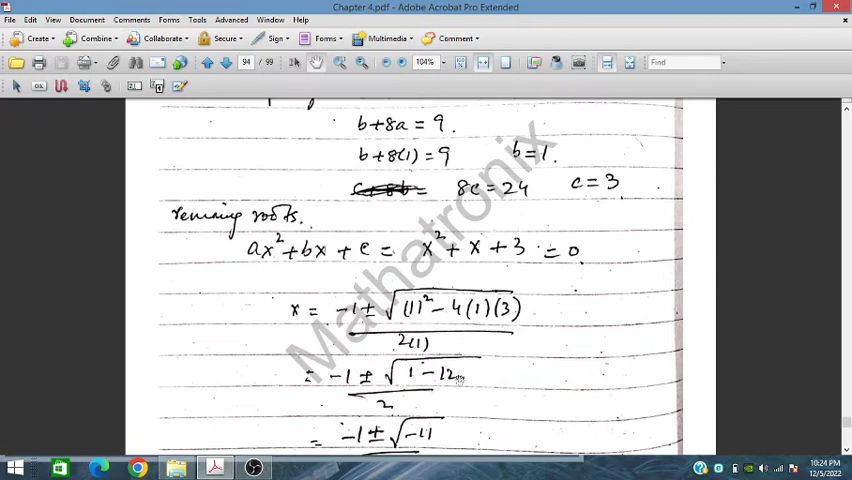 Chapter 4.pdf - Adobe Acrobat Pro Extended
File Edit View Document Comments Forms Tools Advanced Window Help
Create Combine Collaborate Secure Sign Forms Multimedia Comment
94 / 99 104% Find
b+8a = 9.
b+8(1) = 9 b=1.
8c = 24 c = 3
remaing roots.
ax²+bx + c = x² + x + 3 = 0
x = -1 ± √(1)² - 4(1)(3)
2(1)
= -1 ± √1 - 12
2
= -1 ± √-11
Mathatronix
10:24 PM
12/5/2022